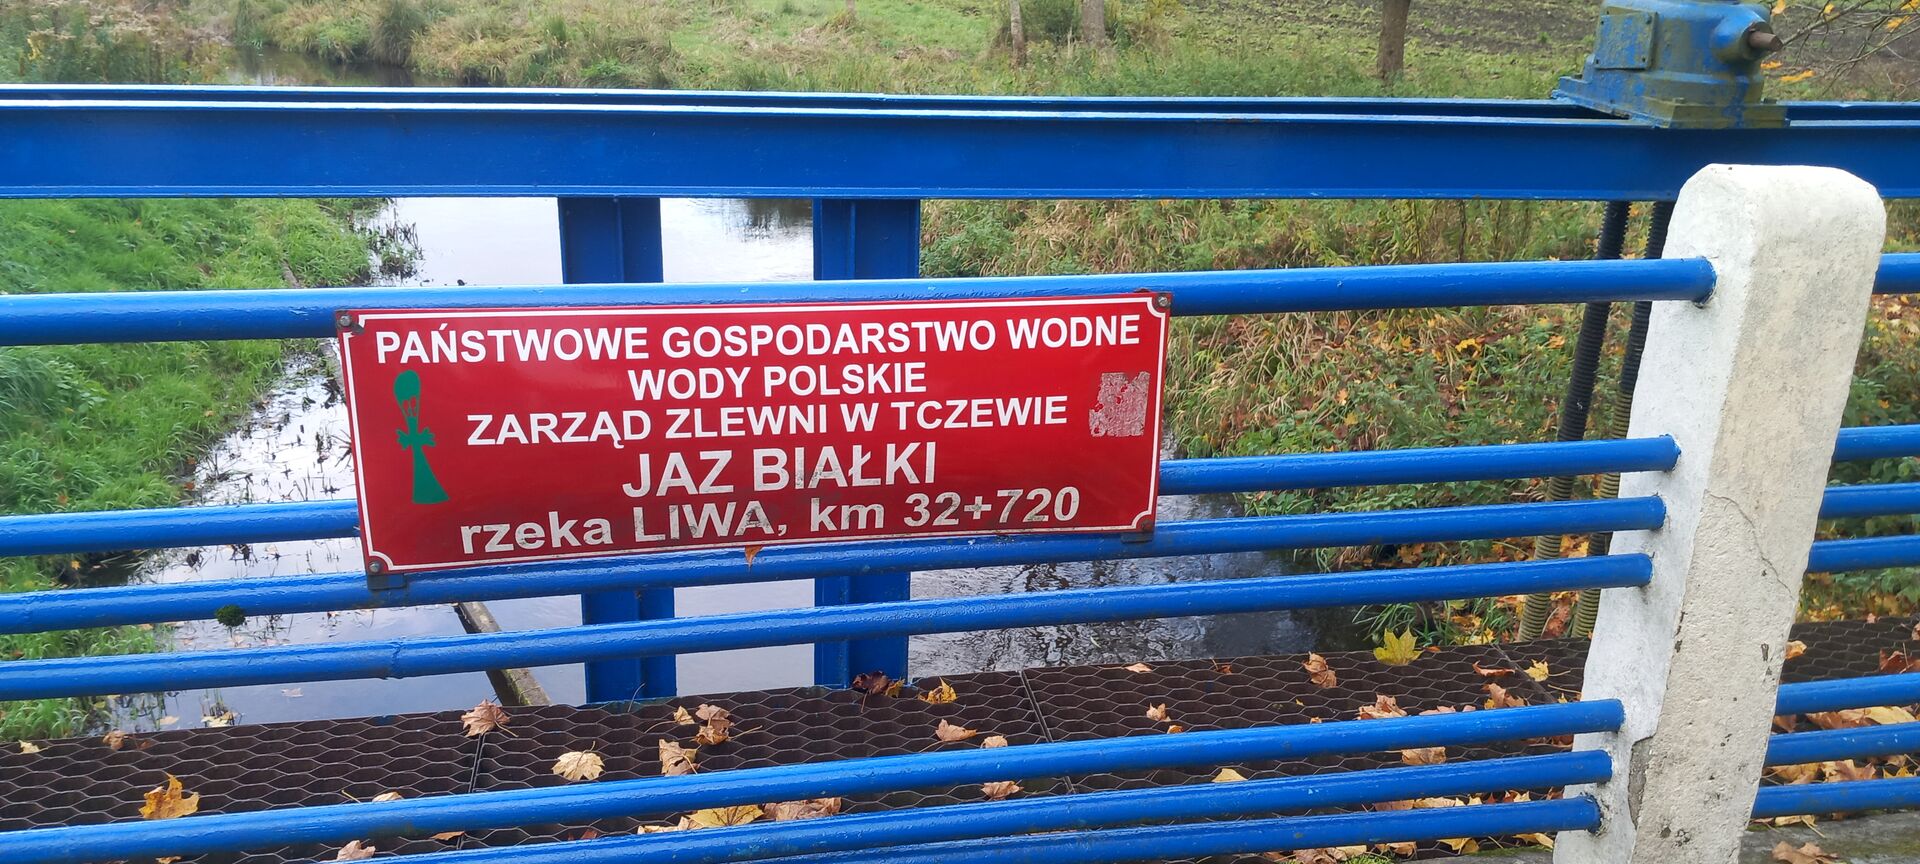 PAŃSTWOWE GOSPODARSTWO WODNE
WODY POLSKIE
ZARZĄD ZLEWNI W TCZEWIE
JAZ BIAŁKI
rzeka LIWA, km 32+720